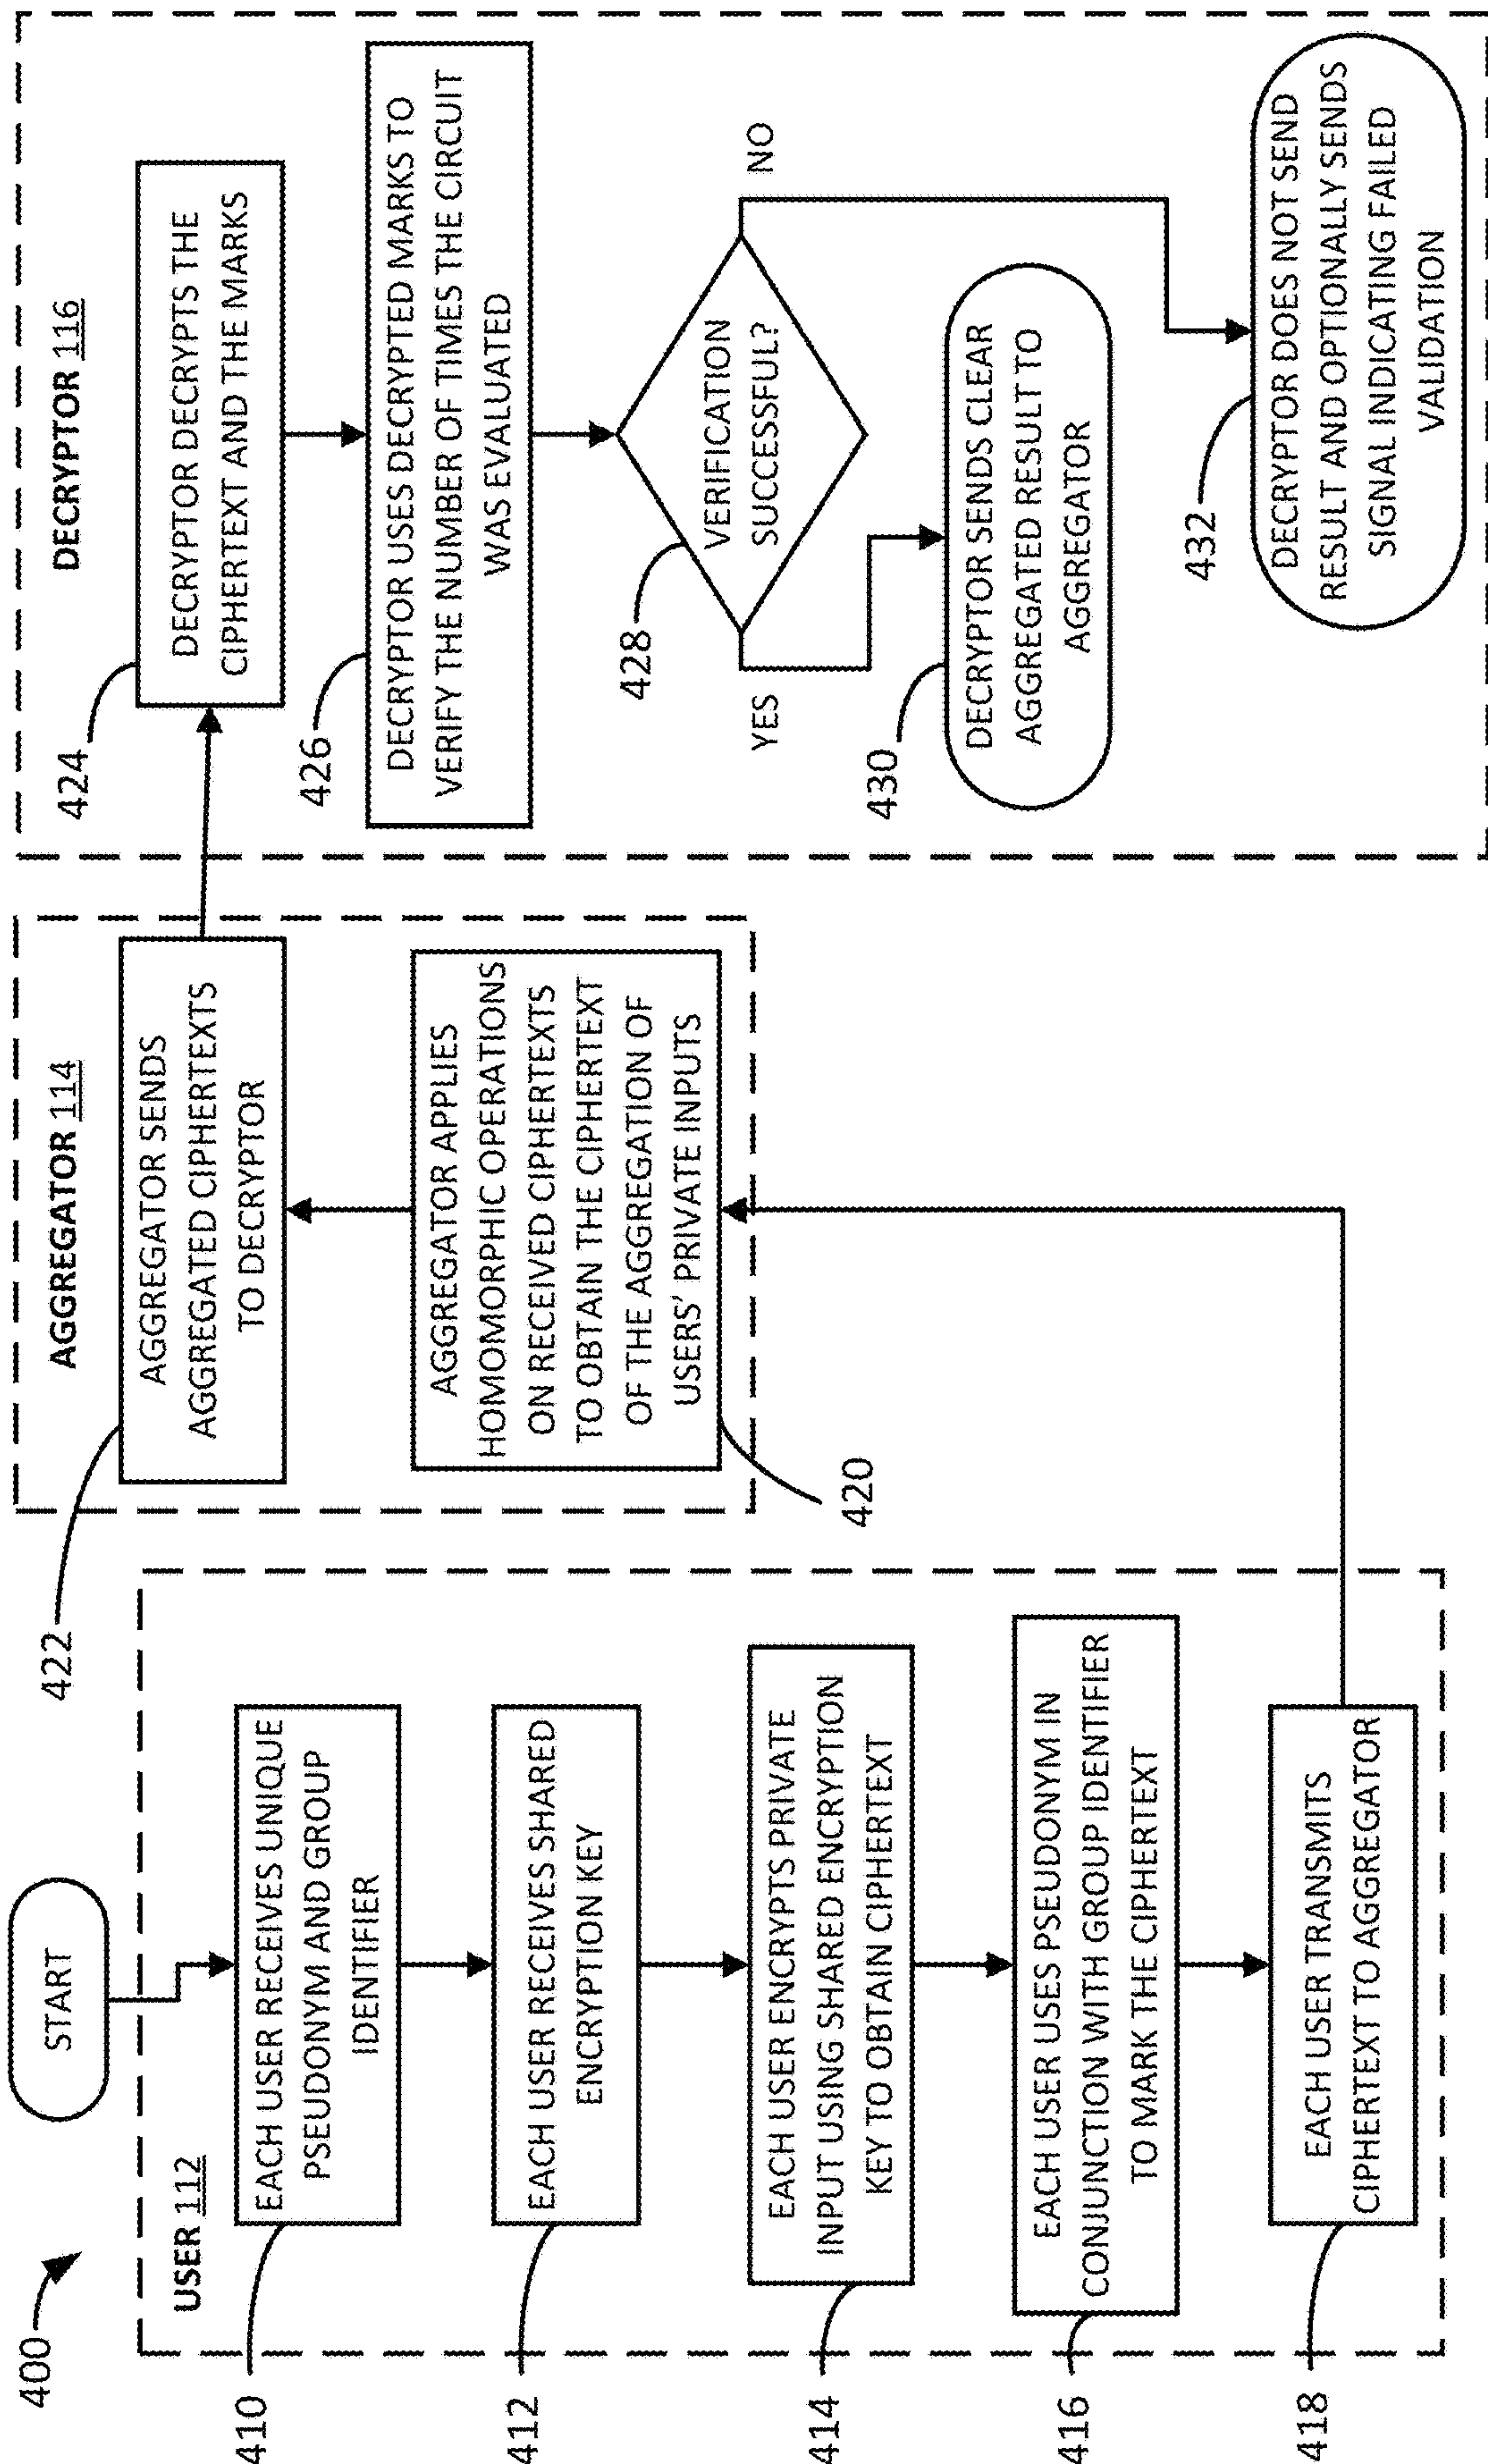 400
START
USER 112
410
EACH USER RECEIVES UNIQUE
PSEUDONYM AND GROUP
IDENTIFIER
412
EACH USER RECEIVES SHARED
ENCRYPTION KEY
414
EACH USER ENCRYPTS PRIVATE
INPUT USING SHARED ENCRYPTION
KEY TO OBTAIN CIPHERTEXT
416
EACH USER USES PSEUDONYM IN
CONJUNCTION WITH GROUP IDENTIFIER
TO MARK THE CIPHERTEXT
418
EACH USER TRANSMITS
CIPHERTEXT TO AGGREGATOR
AGGREGATOR 114
422
AGGREGATOR SENDS
AGGREGATED CIPHERTEXTS
TO DECRYPTOR
AGGREGATOR APPLIES
HOMOMORPHIC OPERATIONS
ON RECEIVED CIPHERTEXTS
TO OBTAIN THE CIPHERTEXT
OF THE AGGREGATION OF
USERS' PRIVATE INPUTS
420
DECRYPTOR 116
424
DECRYPTOR DECRYPTS THE
CIPHERTEXT AND THE MARKS
426
DECRYPTOR USES DECRYPTED MARKS TO
VERIFY THE NUMBER OF TIMES THE CIRCUIT
WAS EVALUATED
428
VERIFICATION
SUCCESSFUL?
YES
NO
430
DECRYPTOR SENDS CLEAR
AGGREGATED RESULT TO
AGGREGATOR
432
DECRYPTOR DOES NOT SEND
RESULT AND OPTIONALLY SENDS
SIGNAL INDICATING FAILED
VALIDATION